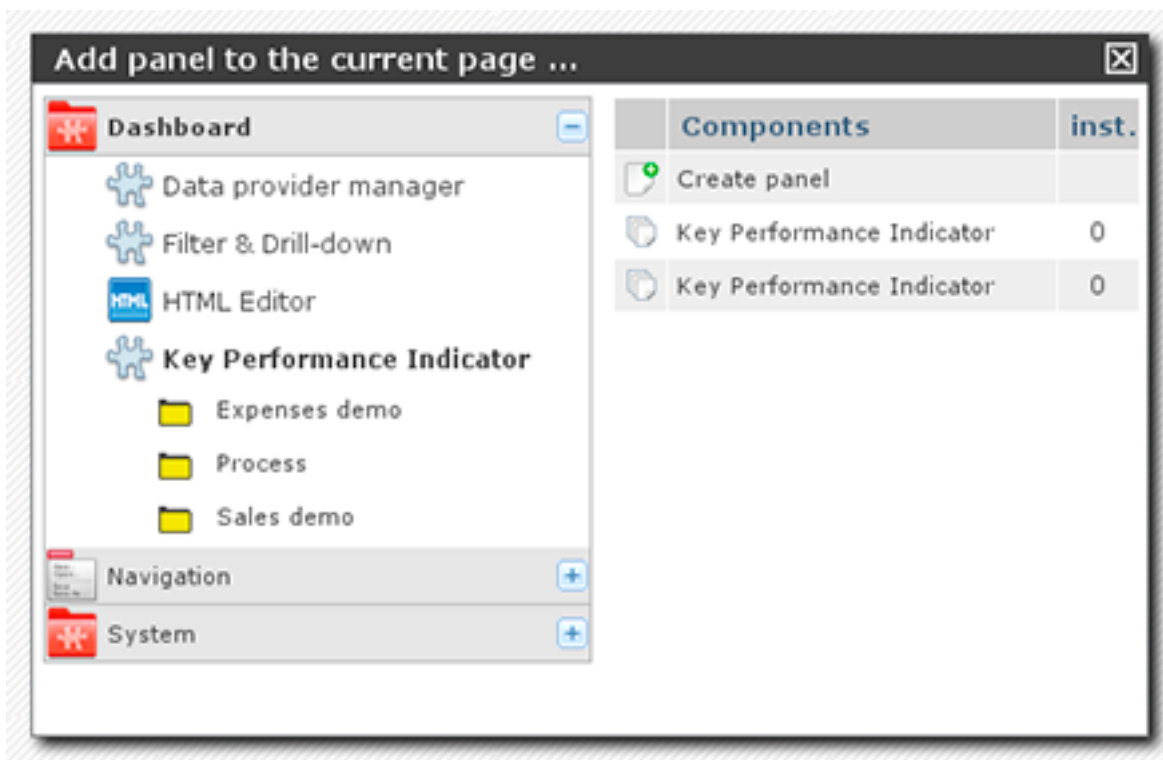 Add panel to the current page ...
Dashboard
Data provider manager
Filter & Drill-down
HTML
HTML Editor
Key Performance Indicator
Expenses demo
Process
Sales demo
Navigation
System
Components inst.
Create panel
Key Performance Indicator 0
Key Performance Indicator 0